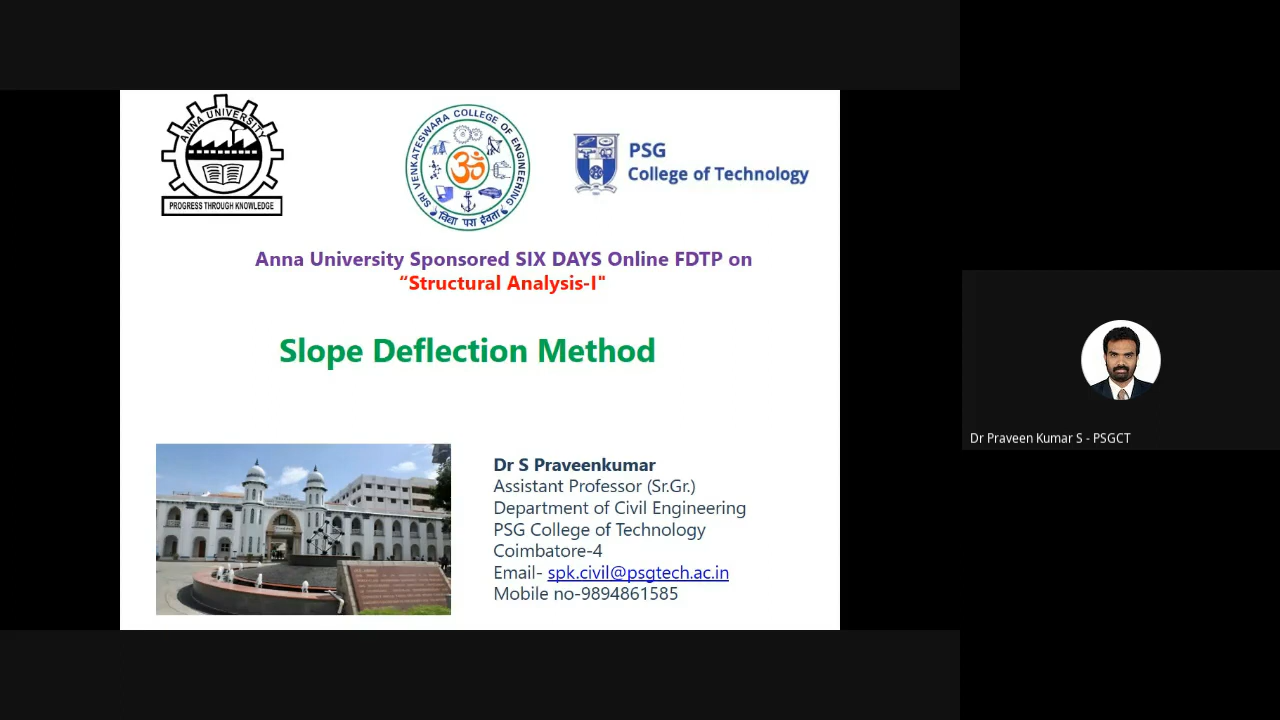 ANNA UNIVERSITY
PROGRESS THROUGH KNOWLEDGE
SRI VENKATESWARA COLLEGE OF ENGINEERING
विद्या परा देवता
PSG
College of Technology
Anna University Sponsored SIX DAYS Online FDTP on
“Structural Analysis-I"
Slope Deflection Method
Dr S Praveenkumar
Assistant Professor (Sr.Gr.)
Department of Civil Engineering
PSG College of Technology
Coimbatore-4
Email- spk.civil@psgtech.ac.in
Mobile no-9894861585
Dr Praveen Kumar S - PSGCT